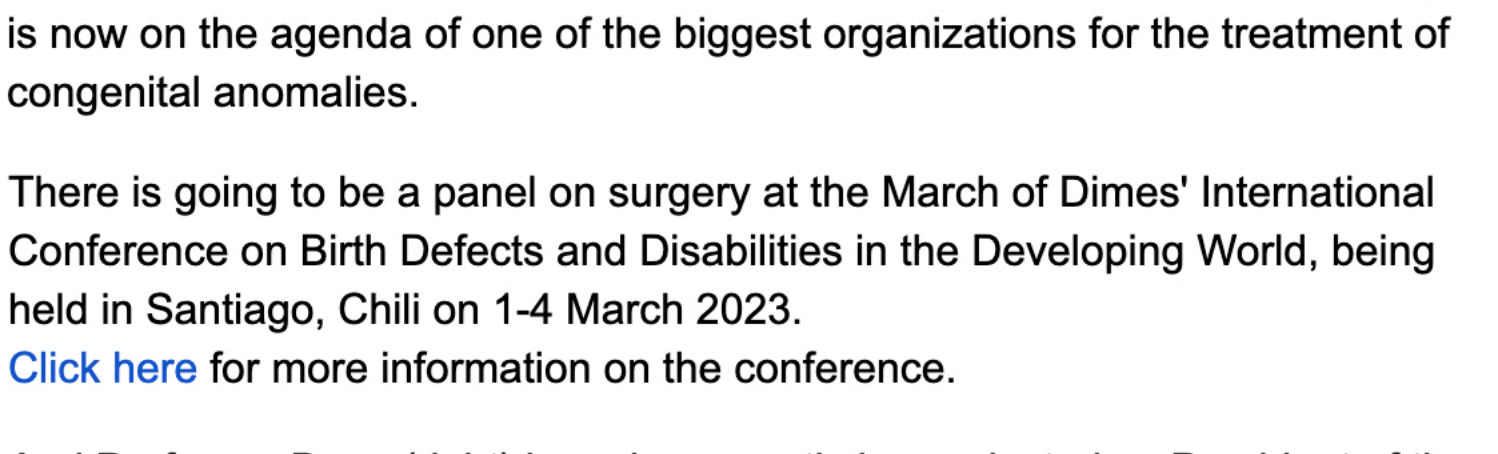 is now on the agenda of one of the biggest organizations for the treatment of
congenital anomalies.
There is going to be a panel on surgery at the March of Dimes' International
Conference on Birth Defects and Disabilities in the Developing World, being
held in Santiago, Chili on 1-4 March 2023.
Click here for more information on the conference.